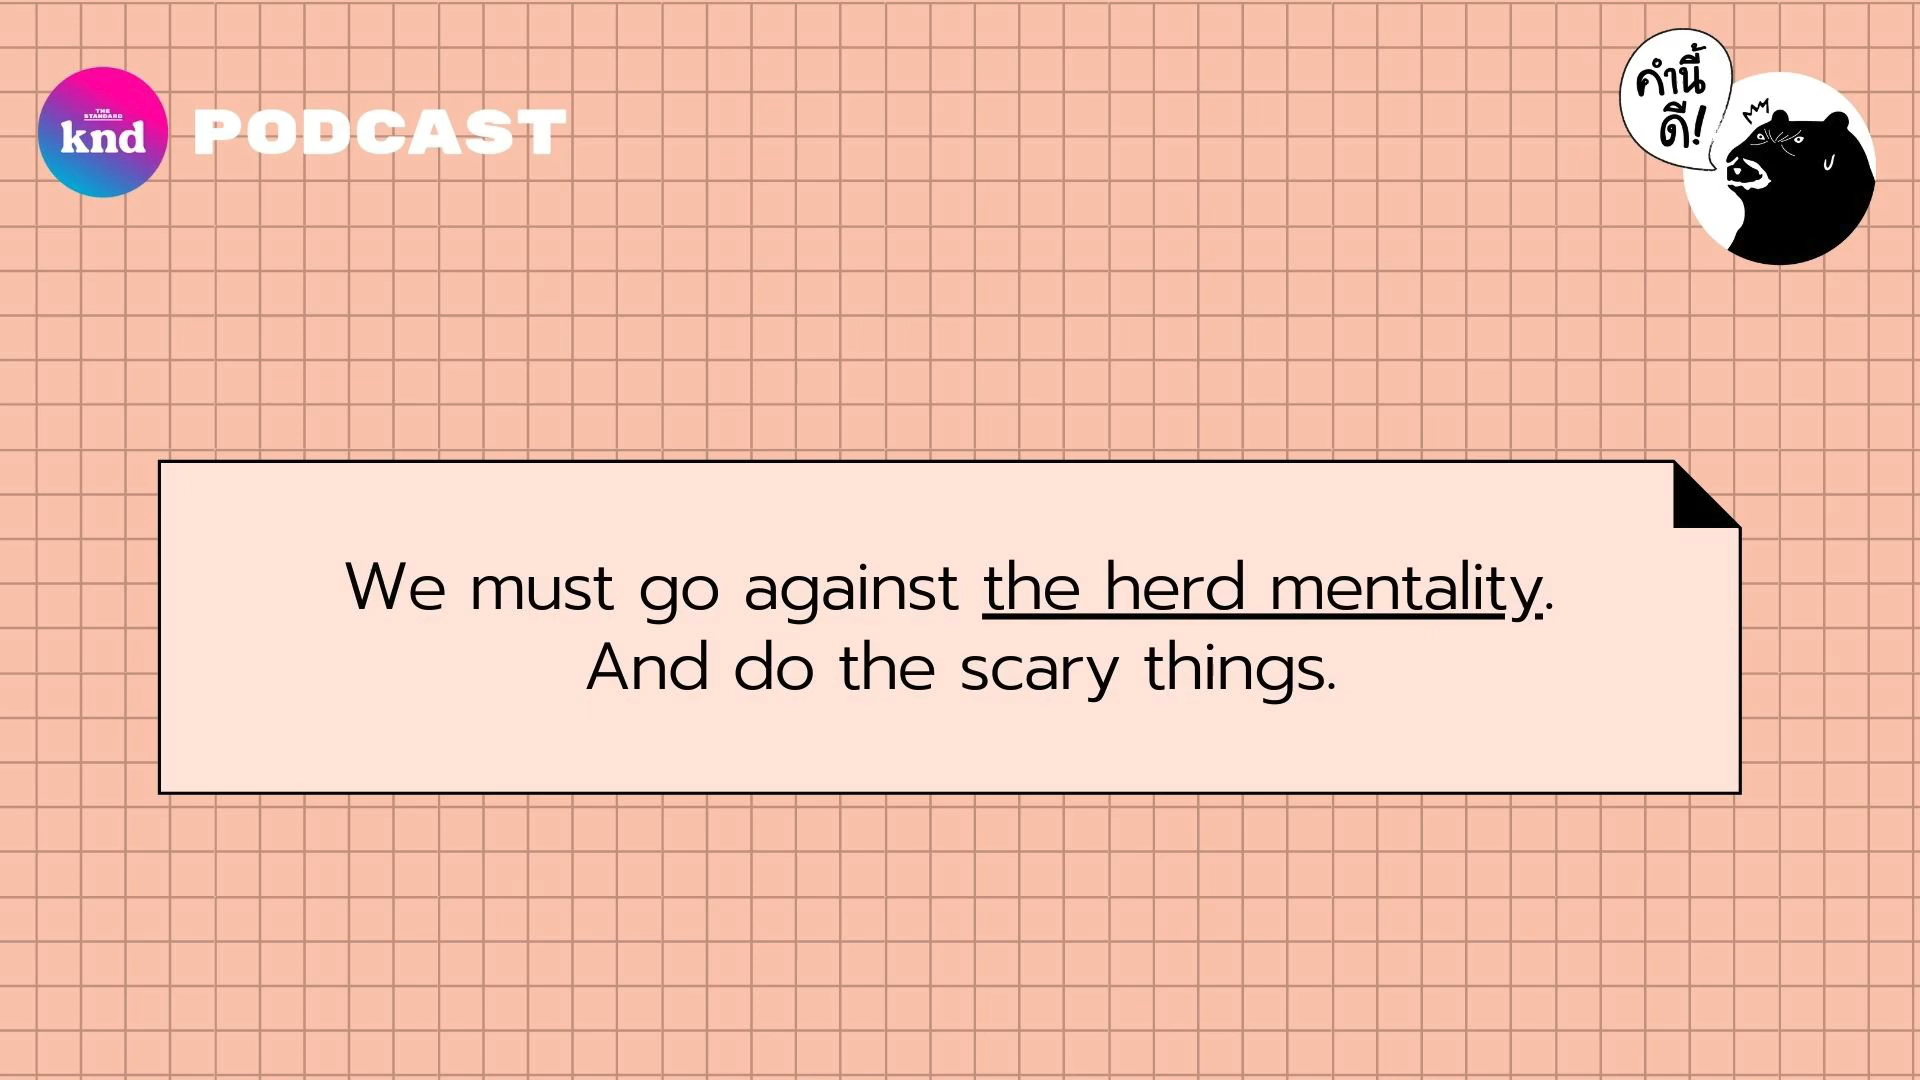 THE
STANDARD
knd
PODCAST
คำนี้
ดี!
We must go against the herd mentality.
And do the scary things.